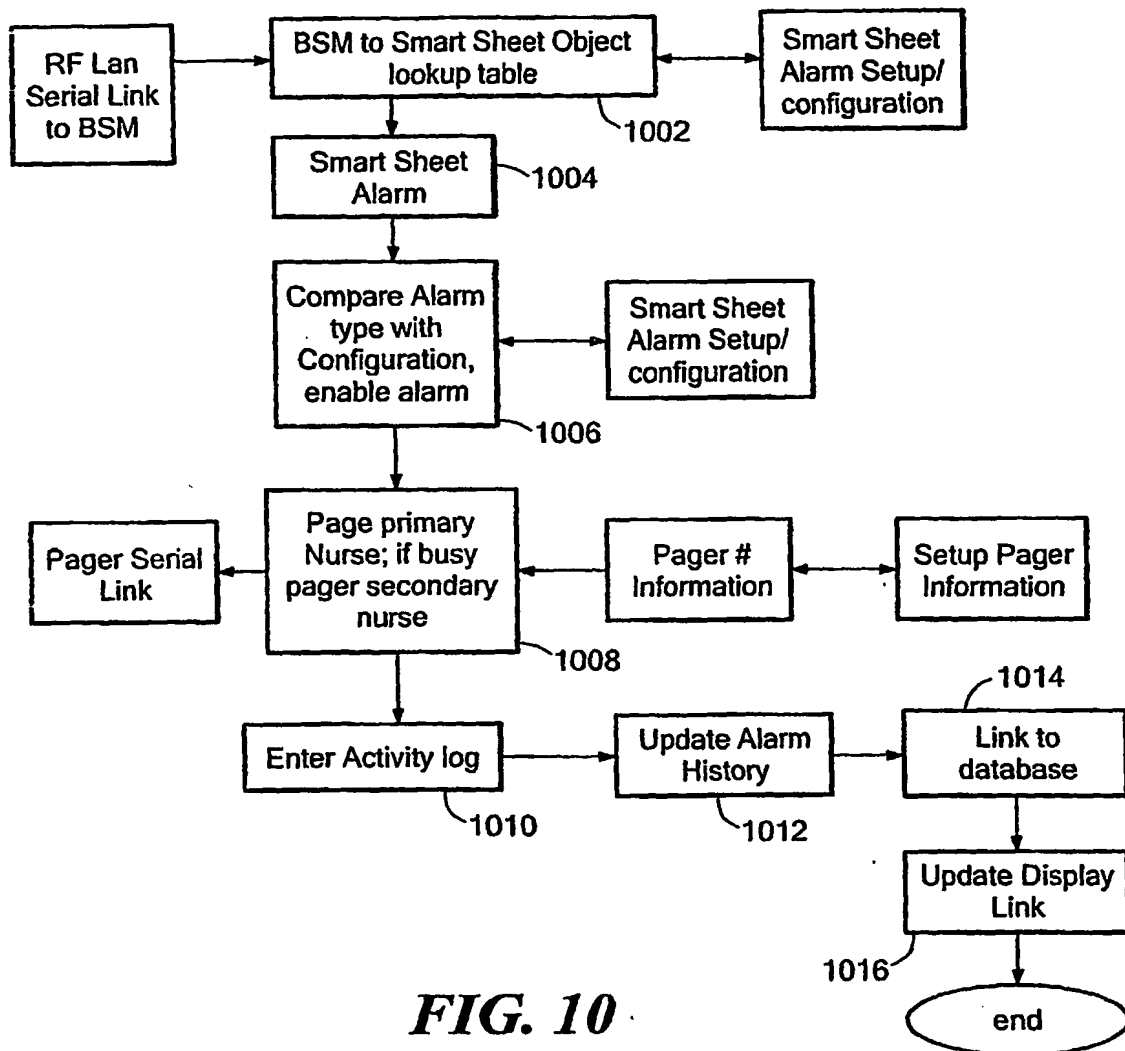 RF Lan
Serial Link
to BSM
BSM to Smart Sheet Object
lookup table
Smart Sheet
Alarm Setup/
configuration
1002
Smart Sheet
Alarm
1004
Compare Alarm
type with
Configuration,
enable alarm
Smart Sheet
Alarm Setup/
configuration
1006
Pager Serial
Link
Page primary
Nurse; if busy
pager secondary
nurse
Pager #
Information
Setup Pager
Information
1008
1014
Enter Activity log
Update Alarm
History
Link to
database
1010
1012
Update Display
Link
1016
end
FIG. 10